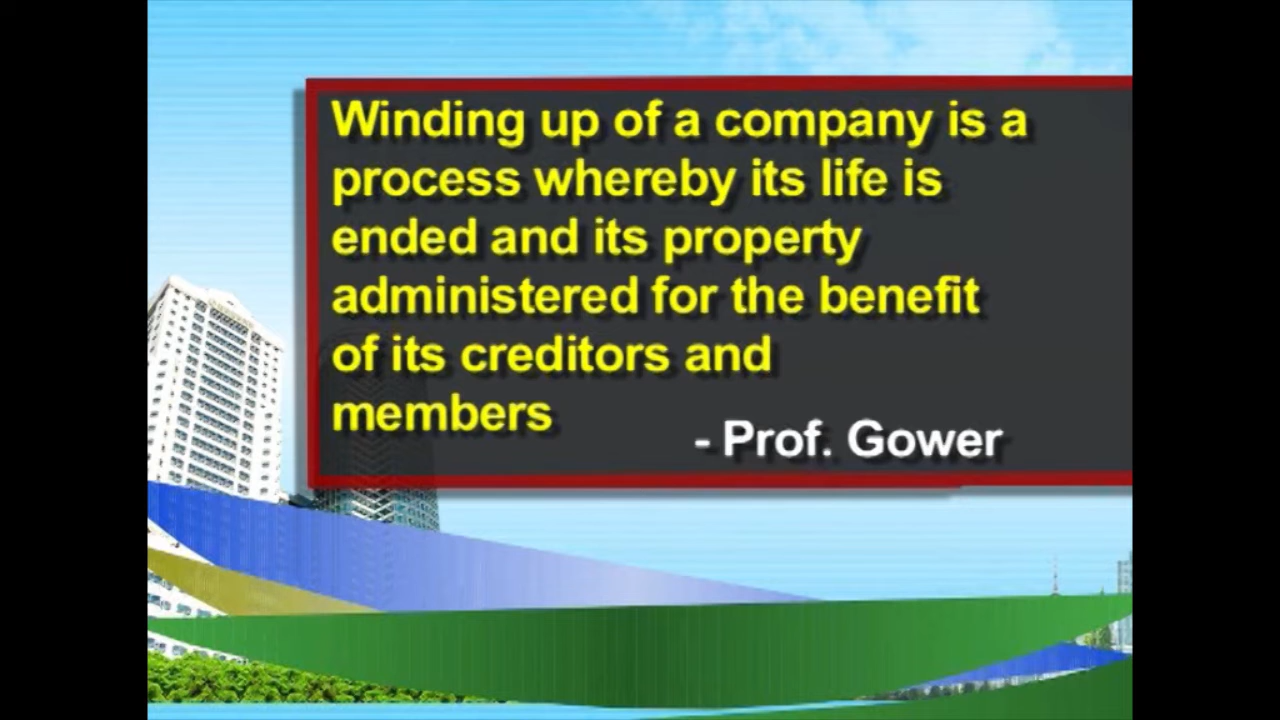 Winding up of a company is a
process whereby its life is
ended and its property
administered for the benefit
of its creditors and
members
- Prof. Gower